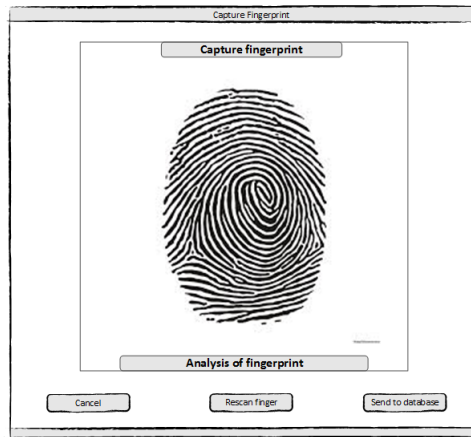 Capture Fingerprint
Capture fingerprint
Analysis of fingerprint
Cancel
Rescan finger
Send to database